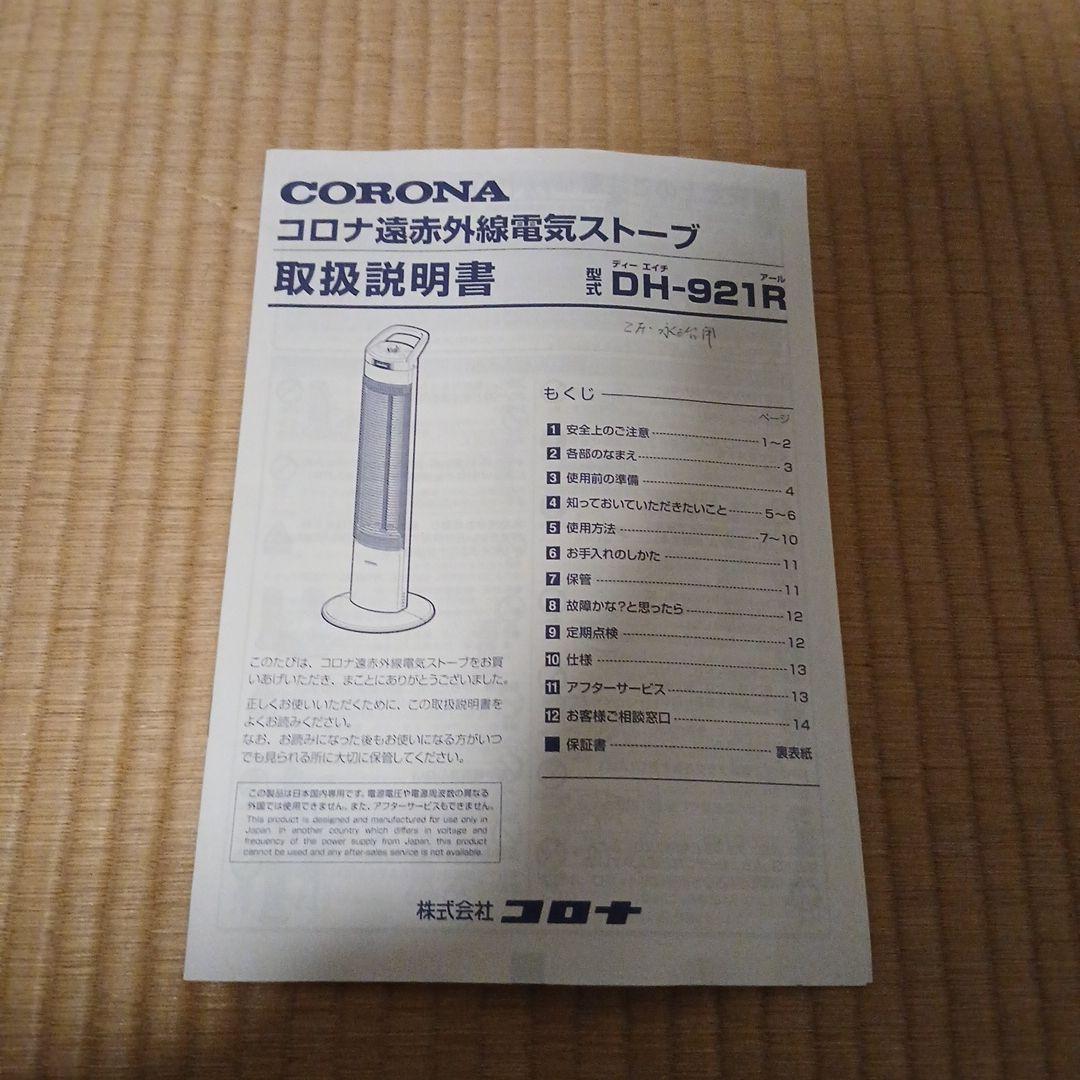 CORONA
コロナ遠赤外線電気ストーブ
取扱説明書
型式
ディー エイチ アール
DH-921R
もくじ
ページ
1 安全上のご注意 1〜2
2 各部のなまえ 3
3 使用前の準備 4
4 知っておいていただきたいこと 5〜6
5 使用方法 7〜10
6 お手入れのしかた 11
7 保管 11
8 故障かな?と思ったら 12
9 定期点検 12
10 仕様 13
11 アフターサービス 13
12 お客様ご相談窓口 14
保証書 裏表紙
このたびは、コロナ遠赤外線電気ストーブをお買
いあげいただき、まことにありがとうございました。
正しくお使いいただくために、この取扱説明書を
よくお読みください。
なお、お読みになった後もお使いになる方がいつ
でも見られる所に大切に保管してください。
この製品は日本国内専用です。電源電圧や電源周波数の異なる
外国では使用できません。また、アフターサービスもできません。
This product is designed and manufactured for use only in
Japan. In another country which differs in voltage and
frequency of the power supply from Japan, this product
cannot be used and any after-sales service is not available.
株式会社 コロナ